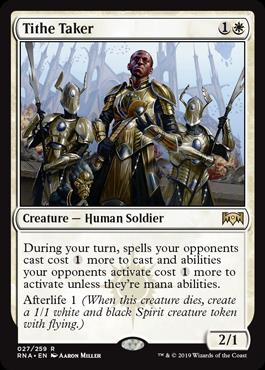 Tithe Taker 1
Creature — Human Soldier
During your turn, spells your opponents
cast cost 1 more to cast and abilities
your opponents activate cost 1 more to
activate unless they're mana abilities.
Afterlife 1 (When this creature dies, create
a 1/1 white and black Spirit creature token
with flying.)
2/1
027/259 R
RNA • EN Aaron Miller
™ & © 2019 Wizards of the Coast